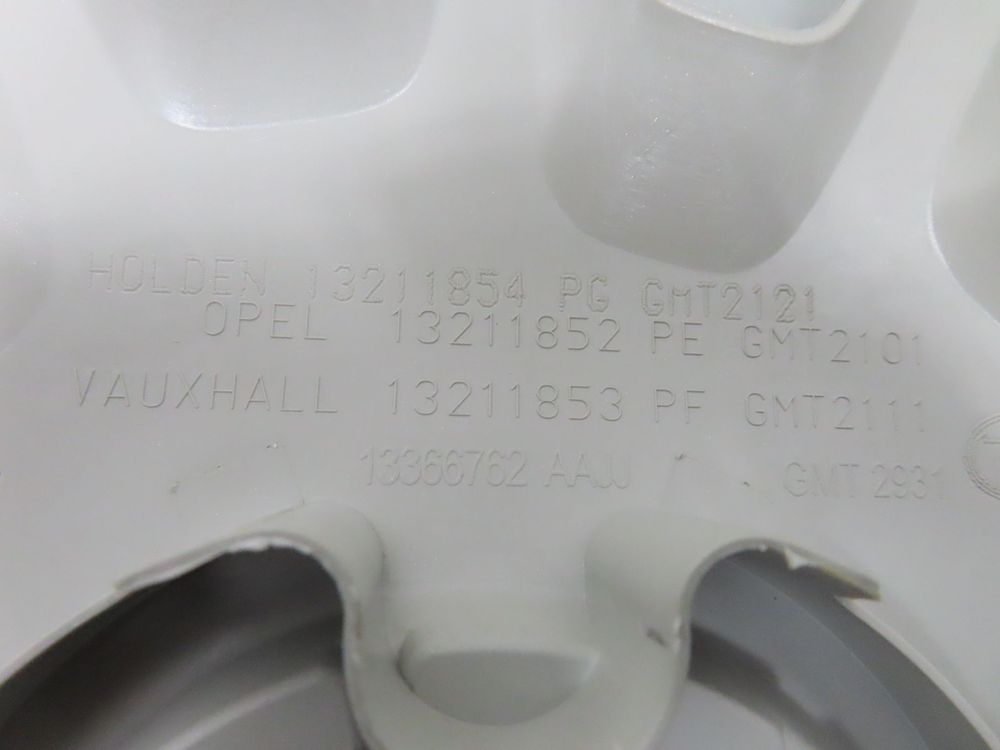 HOLDEN 13211854 PG GMT2121
OPEL 13211852 PE GMT2101
VAUXHALL 13211853 PF GMT2111
13366762 AAJJ GMT 2931